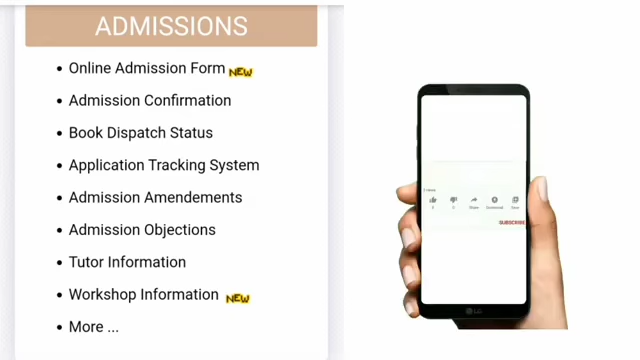 ADMISSIONS
Online Admission Form NEW
Admission Confirmation
Book Dispatch Status
Application Tracking System
Admission Amendements
Admission Objections
Tutor Information
Workshop Information NEW
More ...
Share
Download
Save
SUBSCRIBE
LG